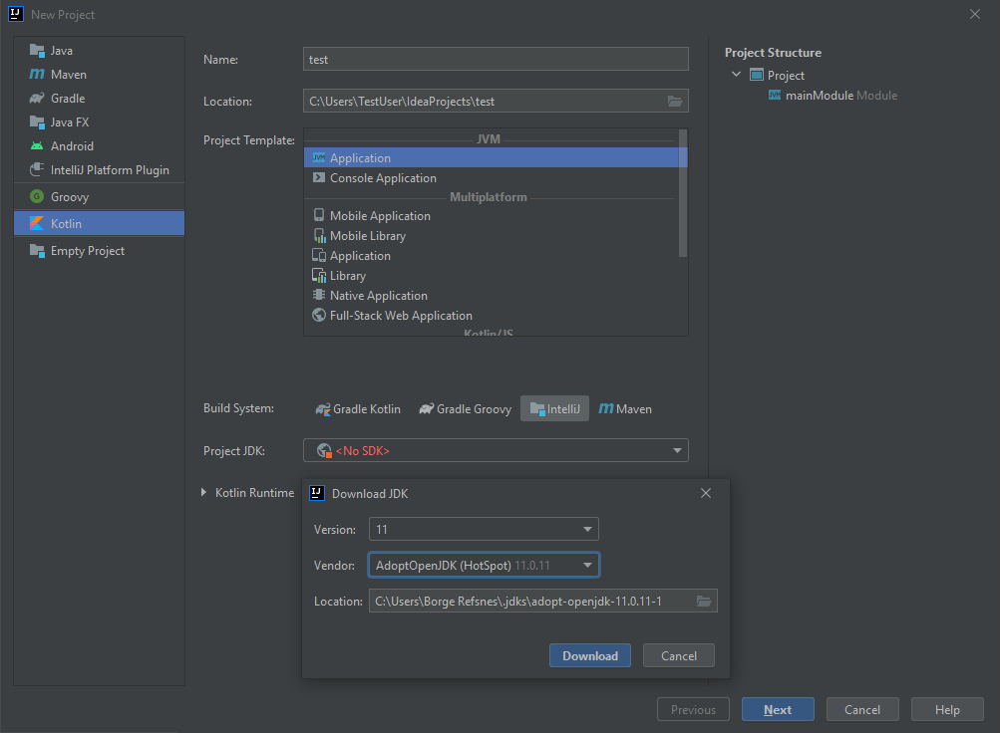 New Project
Java
Maven
Gradle
Java FX
Android
IntelliJ Platform Plugin
Groovy
Kotlin
Empty Project
Name: test
Location: C:\Users\TestUser\IdeaProjects\test
Project Template:
JVM
Application
Console Application
Multiplatform
Mobile Application
Mobile Library
Application
Library
Native Application
Full-Stack Web Application
Kotlin/JS
Build System: Gradle Kotlin Gradle Groovy IntelliJ Maven
Project JDK: <No SDK>
Kotlin Runtime
Project Structure
Project
mainModule Module
Download JDK
Version: 11
Vendor: AdoptOpenJDK (HotSpot) 11.0.11
Location: C:\Users\Borge Refsnes\.jdks\adopt-openjdk-11.0.11-1
Download Cancel
Previous Next Cancel Help